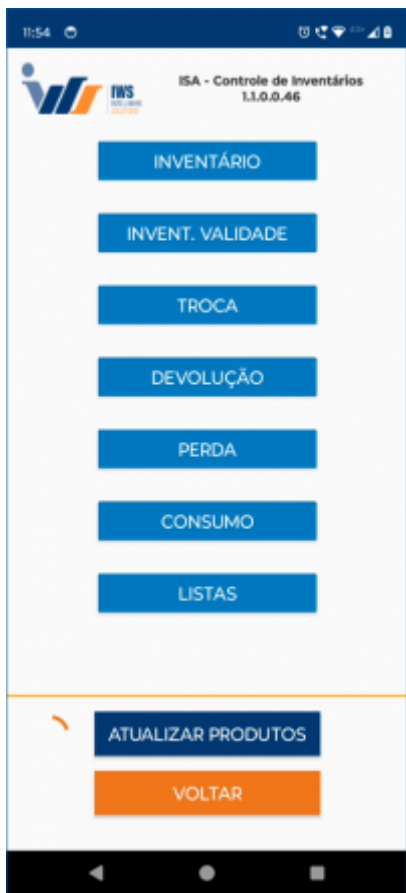 11:54
ISA - Controle de Inventários
1.1.0.0.46
IWS
INVENTÁRIO
INVENT. VALIDADE
TROCA
DEVOLUÇÃO
PERDA
CONSUMO
LISTAS
ATUALIZAR PRODUTOS
VOLTAR